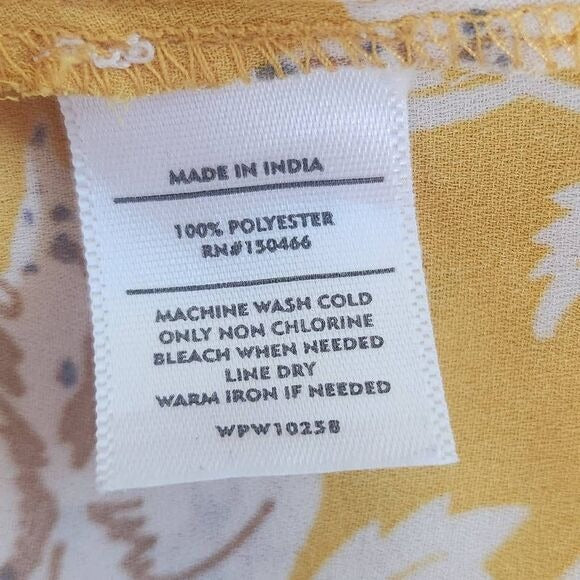 MADE IN INDIA
100% POLYESTER
RN#150466
MACHINE WASH COLD
ONLY NON CHLORINE
BLEACH WHEN NEEDED
LINE DRY
WARM IRON IF NEEDED
WPW1025B